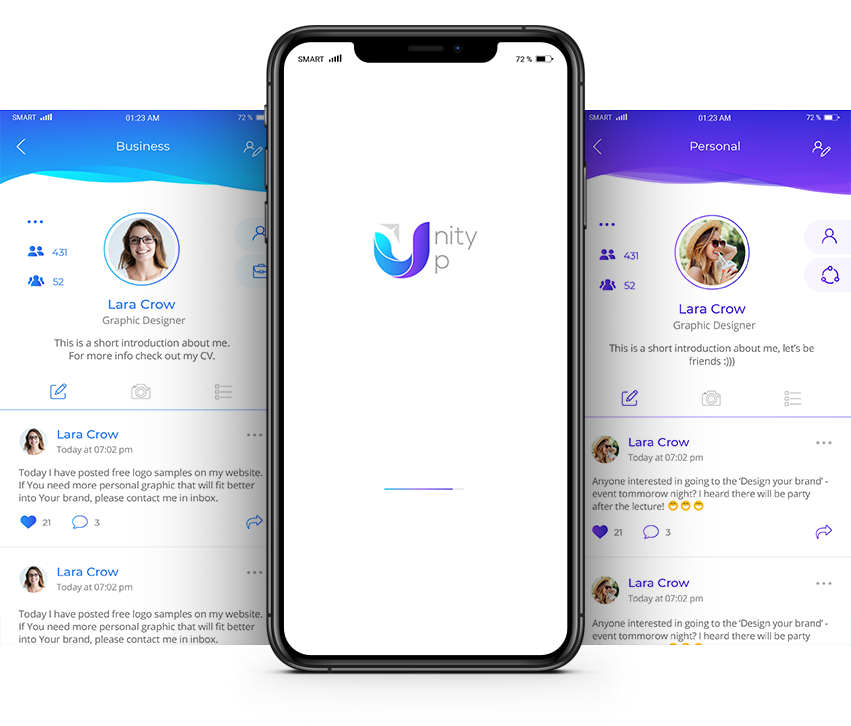 SMART
01:23 AM
72 %
Business
431
52
Lara Crow
Graphic Designer
This is a short introduction about me.
For more info check out my CV.
Lara Crow
Today at 07:02 pm
Today I have posted free logo samples on my website.
If You need more personal graphic that will fit better
into Your brand, please contact me in inbox.
21
3
Lara Crow
Today at 07:02 pm
Today I have posted free logo samples on my website.
If You need more personal graphic that will fit better
into Your brand, please contact me in inbox.
SMART
72 %
Unity
Up
SMART
01:23 AM
72 %
Personal
431
52
Lara Crow
Graphic Designer
This is a short introduction about me, let's be
friends :)))
Lara Crow
Today at 07:02 pm
Anyone interested in going to the 'Design your brand' -
event tommorow night? I heard there will be party
after the lecture! 😁😁😁
21
3
Lara Crow
Today at 07:02 pm
Anyone interested in going to the 'Design your brand' -
event tommorow night? I heard there will be party